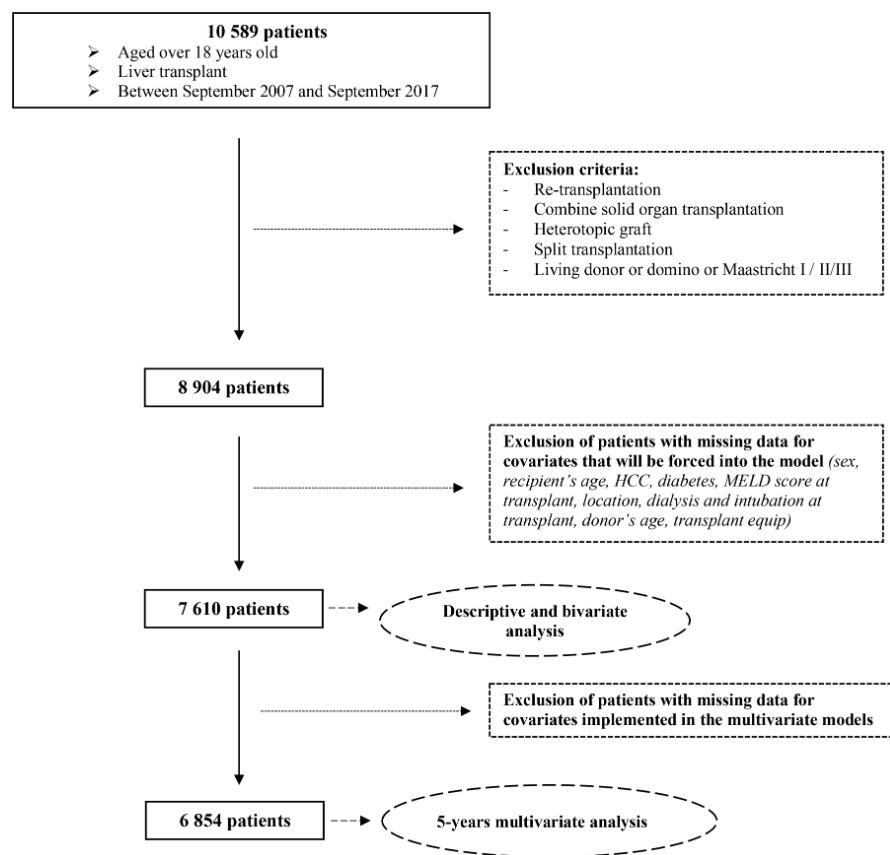 10 589 patients
➢ Aged over 18 years old
➢ Liver transplant
➢ Between September 2007 and September 2017
Exclusion criteria:
- Re-transplantation
- Combine solid organ transplantation
- Heterotopic graft
- Split transplantation
- Living donor or domino or Maastricht I / II/III
8 904 patients
Exclusion of patients with missing data for
covariates that will be forced into the model (sex,
recipient's age, HCC, diabetes, MELD score at
transplant, location, dialysis and intubation at
transplant, donor's age, transplant equip)
7 610 patients
Descriptive and bivariate
analysis
Exclusion of patients with missing data for
covariates implemented in the multivariate models
6 854 patients
5-years multivariate analysis